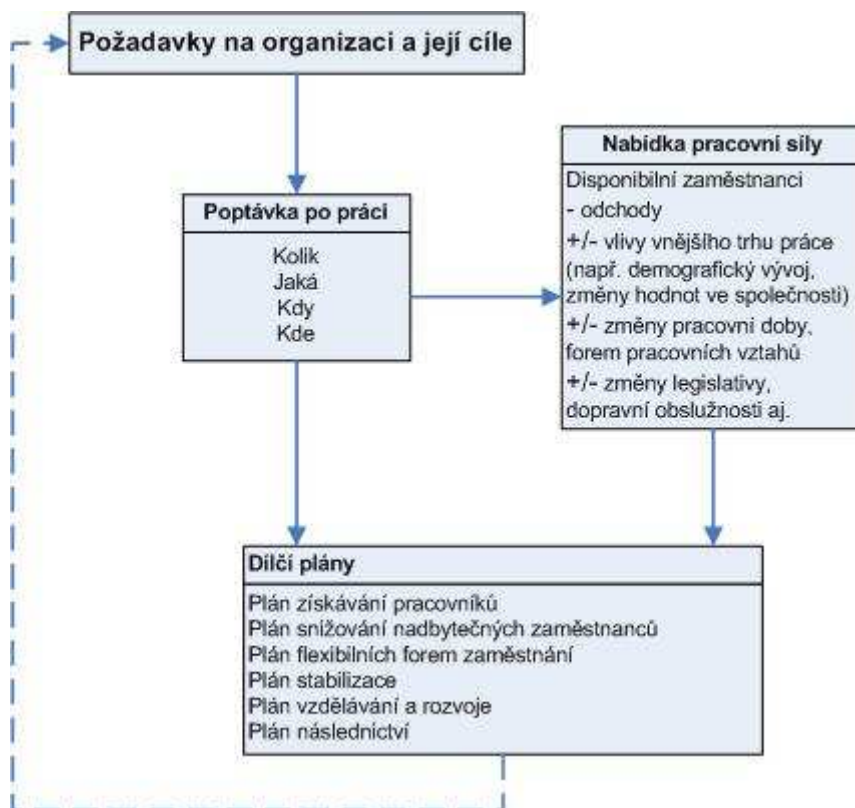 Požadavky na organizaci a její cíle
Poptávka po práci
Kolik
Jaká
Kdy
Kde
Nabídka pracovní síly
Disponibilní zaměstnanci
- odchody
+/- vlivy vnějšího trhu práce
(např. demografický vývoj,
změny hodnot ve společnosti)
+/- změny pracovní doby,
forem pracovních vztahů
+/- změny legislativy,
dopravní obslužnosti aj.
Dílčí plány
Plán získávání pracovníků
Plán snižování nadbytečných zaměstnanců
Plán flexibilních forem zaměstnání
Plán stabilizace
Plán vzdělávání a rozvoje
Plán následnictví